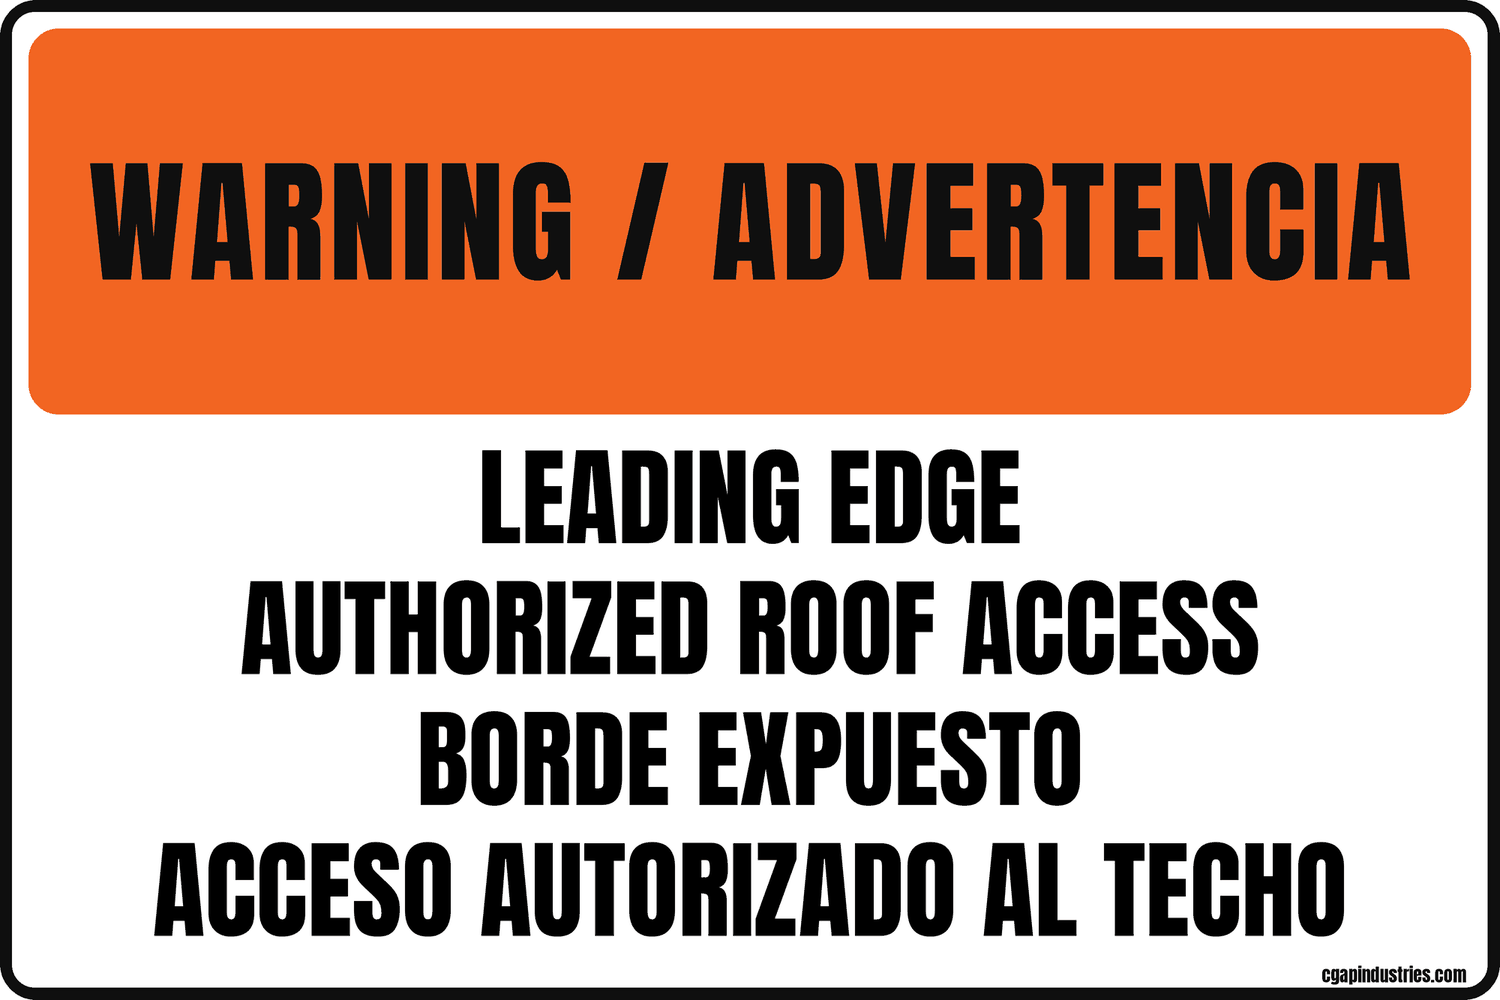 WARNING / ADVERTENCIA
LEADING EDGE
AUTHORIZED ROOF ACCESS
BORDE EXPUESTO
ACCESO AUTORIZADO AL TECHO
cgapindustries.com